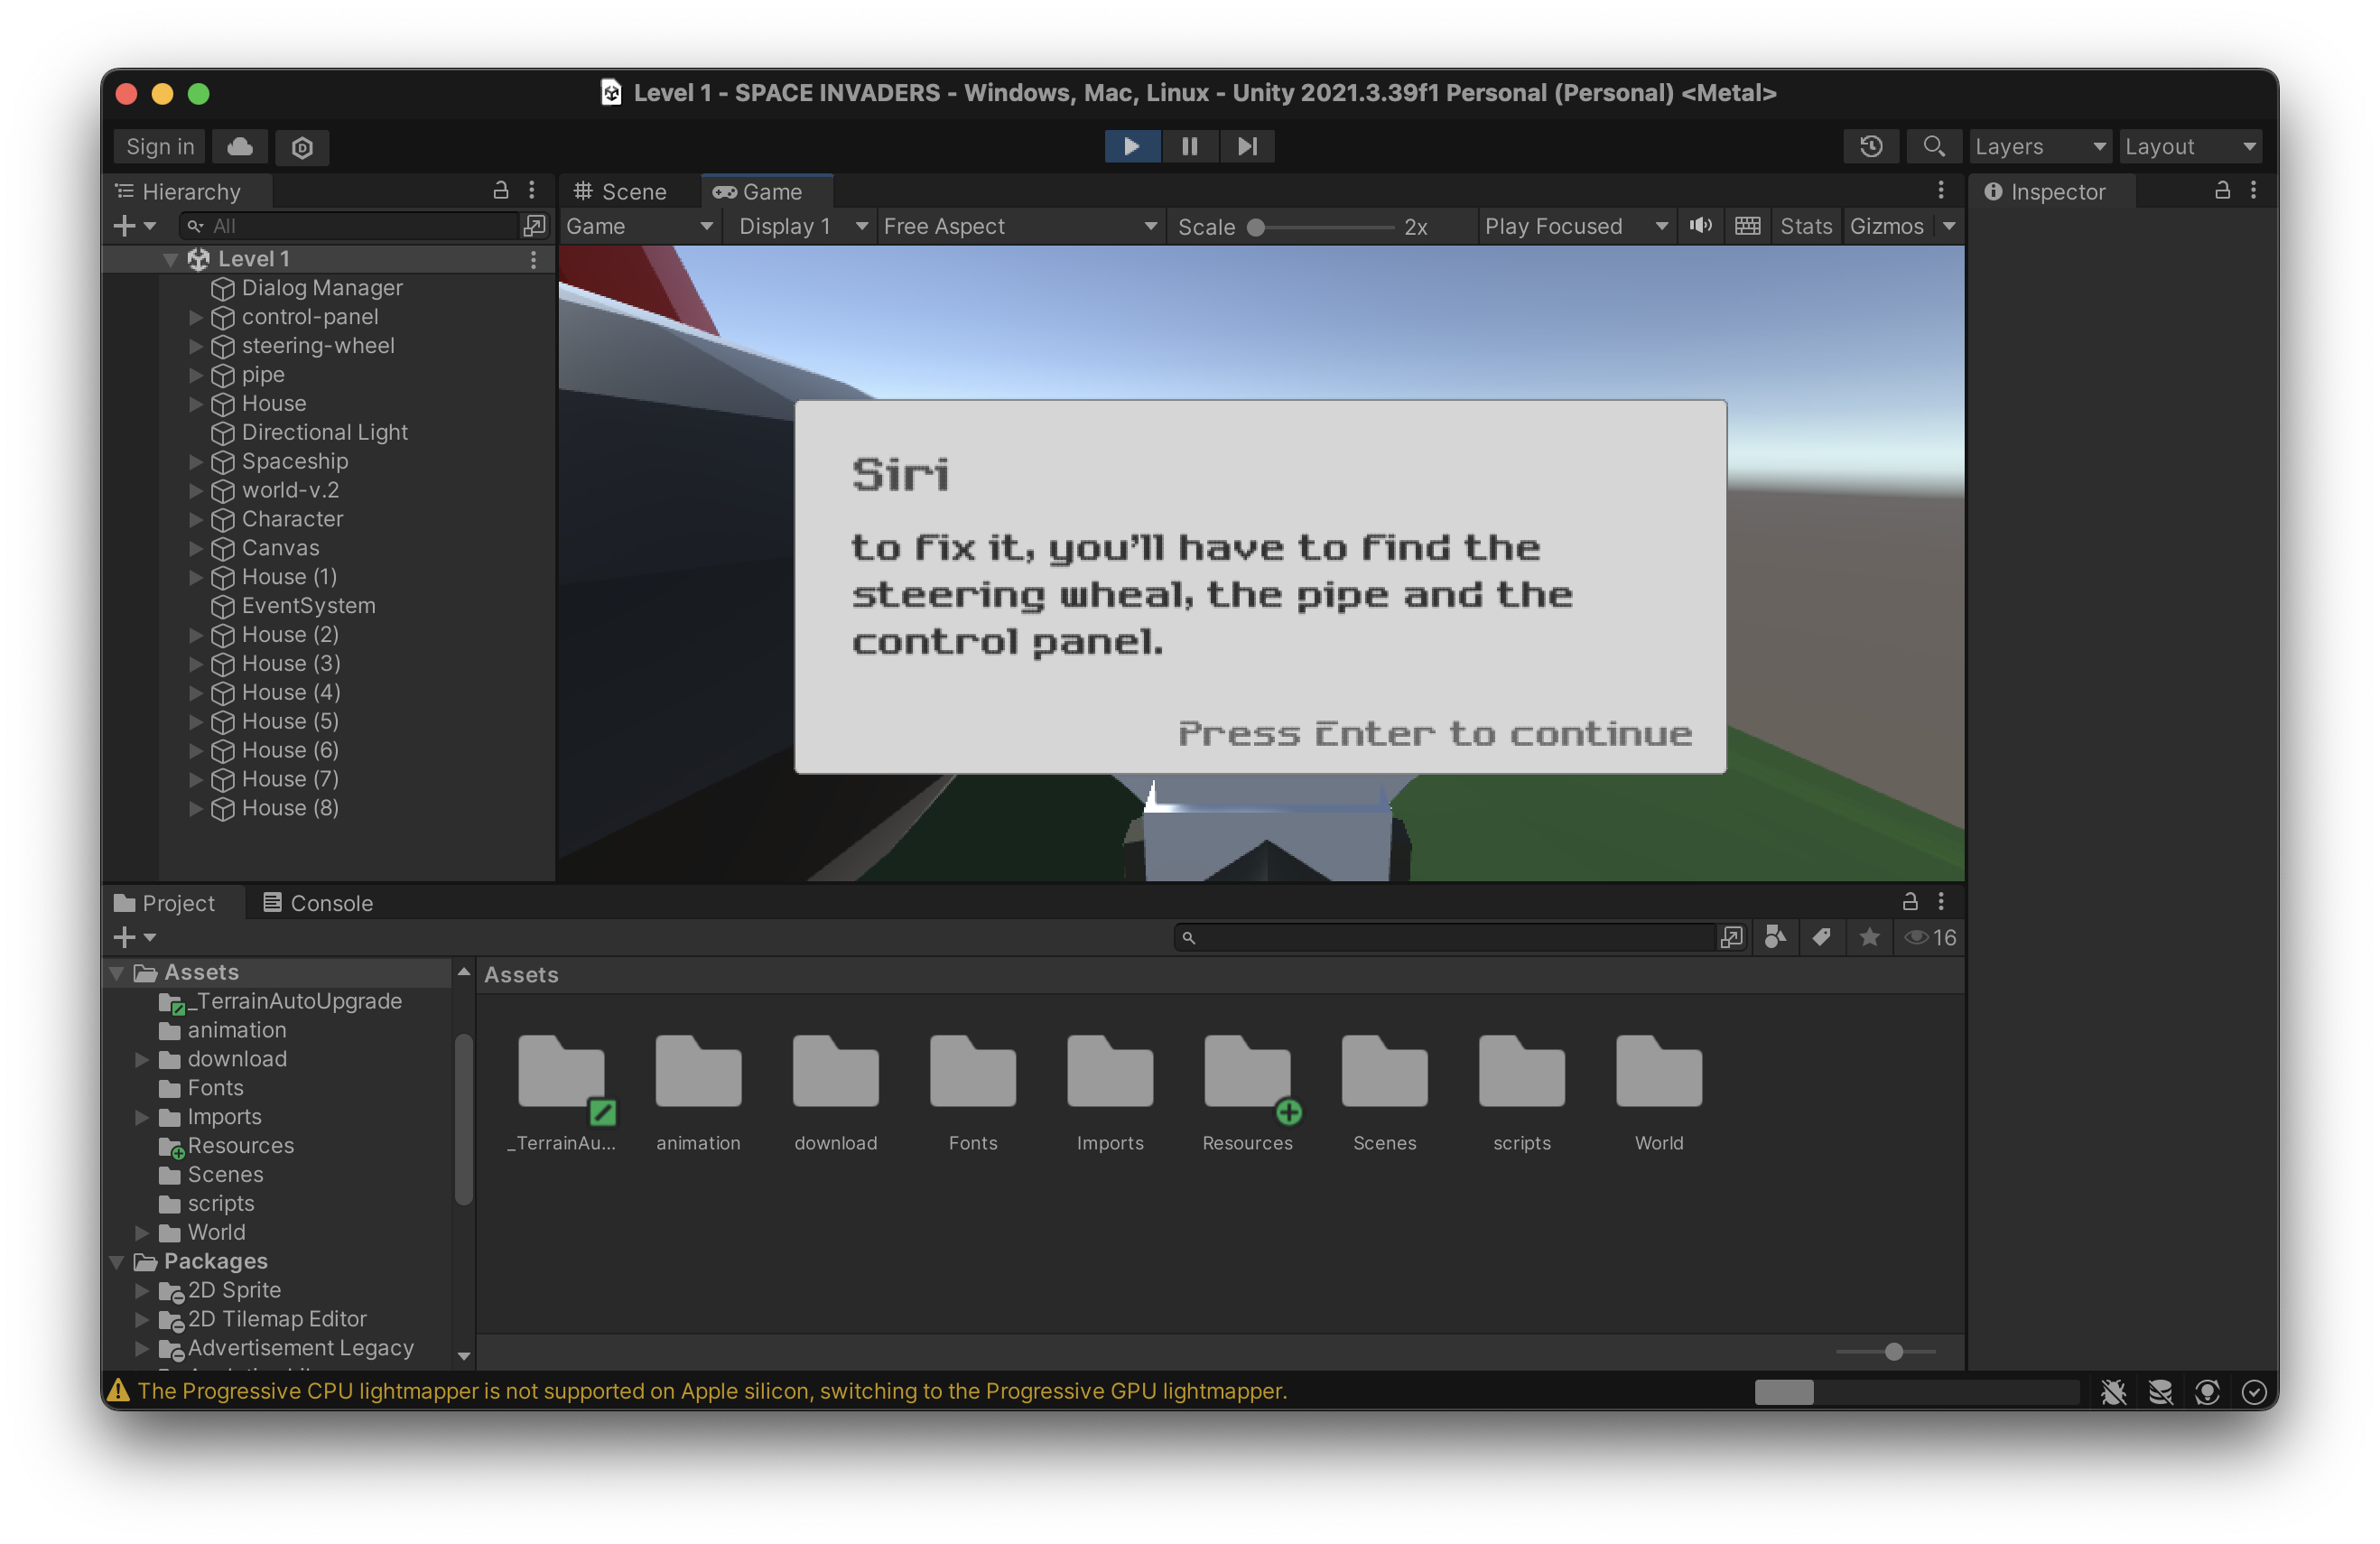 Level 1 - SPACE INVADERS - Windows, Mac, Linux - Unity 2021.3.39f1 Personal (Personal) <Metal>
Sign in
Layers
Layout
Hierarchy
All
Level 1
Dialog Manager
control-panel
steering-wheel
pipe
House
Directional Light
Spaceship
world-v.2
Character
Canvas
House (1)
EventSystem
House (2)
House (3)
House (4)
House (5)
House (6)
House (7)
House (8)
Scene
Game
Game
Display 1
Free Aspect
Scale
2x
Play Focused
Stats
Gizmos
Siri
to fix it, you'll have to find the
steering wheal, the pipe and the
control panel.
Press Enter to continue
Inspector
Project
Console
16
Assets
_TerrainAutoUpgrade
animation
download
Fonts
Imports
Resources
Scenes
scripts
World
Packages
2D Sprite
2D Tilemap Editor
Advertisement Legacy
Assets
_TerrainAu...
animation
download
Fonts
Imports
Resources
Scenes
scripts
World
The Progressive CPU lightmapper is not supported on Apple silicon, switching to the Progressive GPU lightmapper.